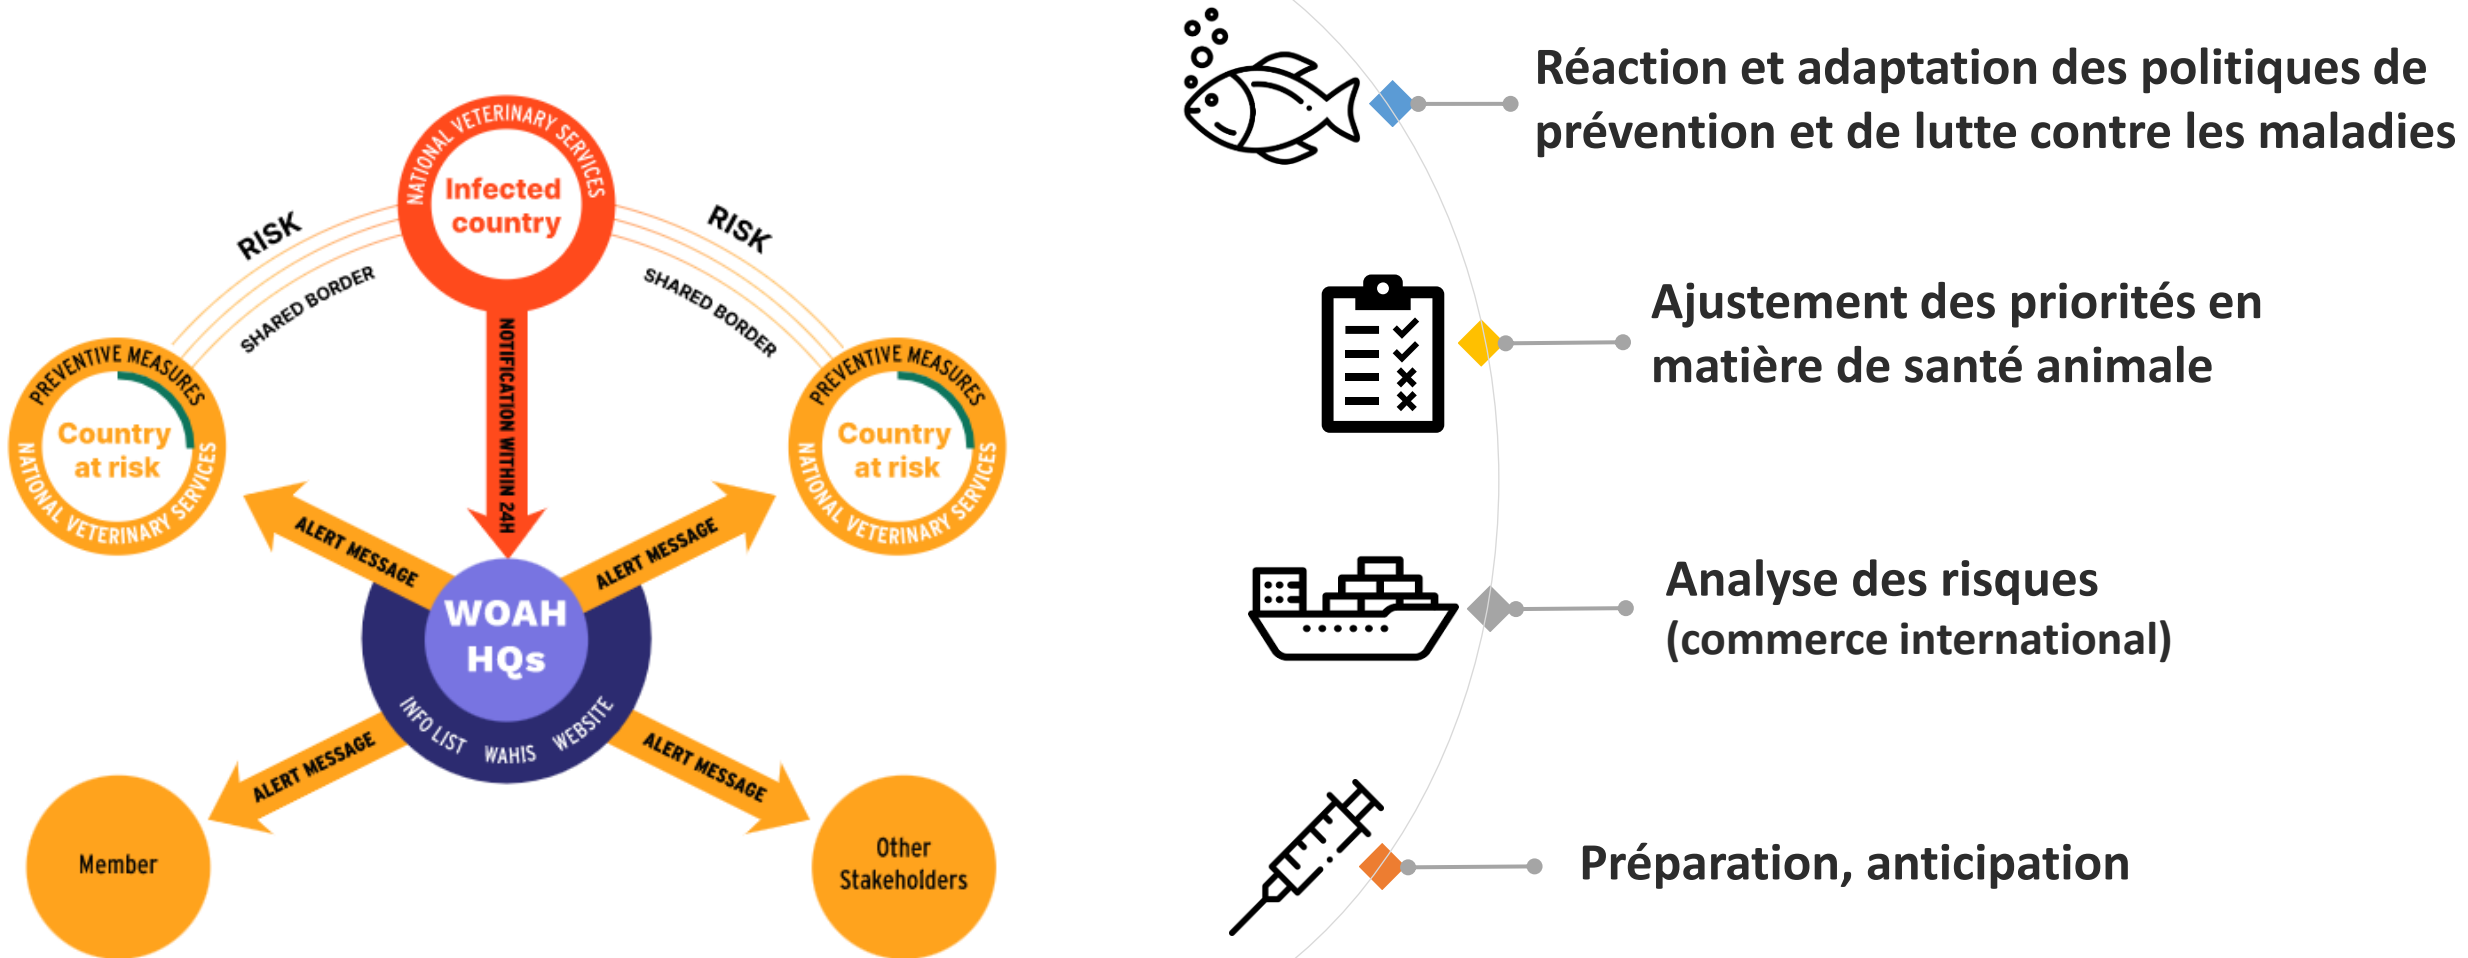 NATIONAL VETERINARY SERVICES
Infected
country
RISK
RISK
SHARED BORDER
SHARED BORDER
NOTIFICATION WITHIN 24H
PREVENTIVE MEASURES
Country
at risk
NATIONAL VETERINARY SERVICES
PREVENTIVE MEASURES
Country
at risk
NATIONAL VETERINARY SERVICES
ALERT MESSAGE
ALERT MESSAGE
WOAH
HQs
INFO LIST
WAHIS
WEBSITE
ALERT MESSAGE
ALERT MESSAGE
Member
Other
Stakeholders
Réaction et adaptation des politiques de
prévention et de lutte contre les maladies
Ajustement des priorités en
matière de santé animale
Analyse des risques
(commerce international)
Préparation, anticipation